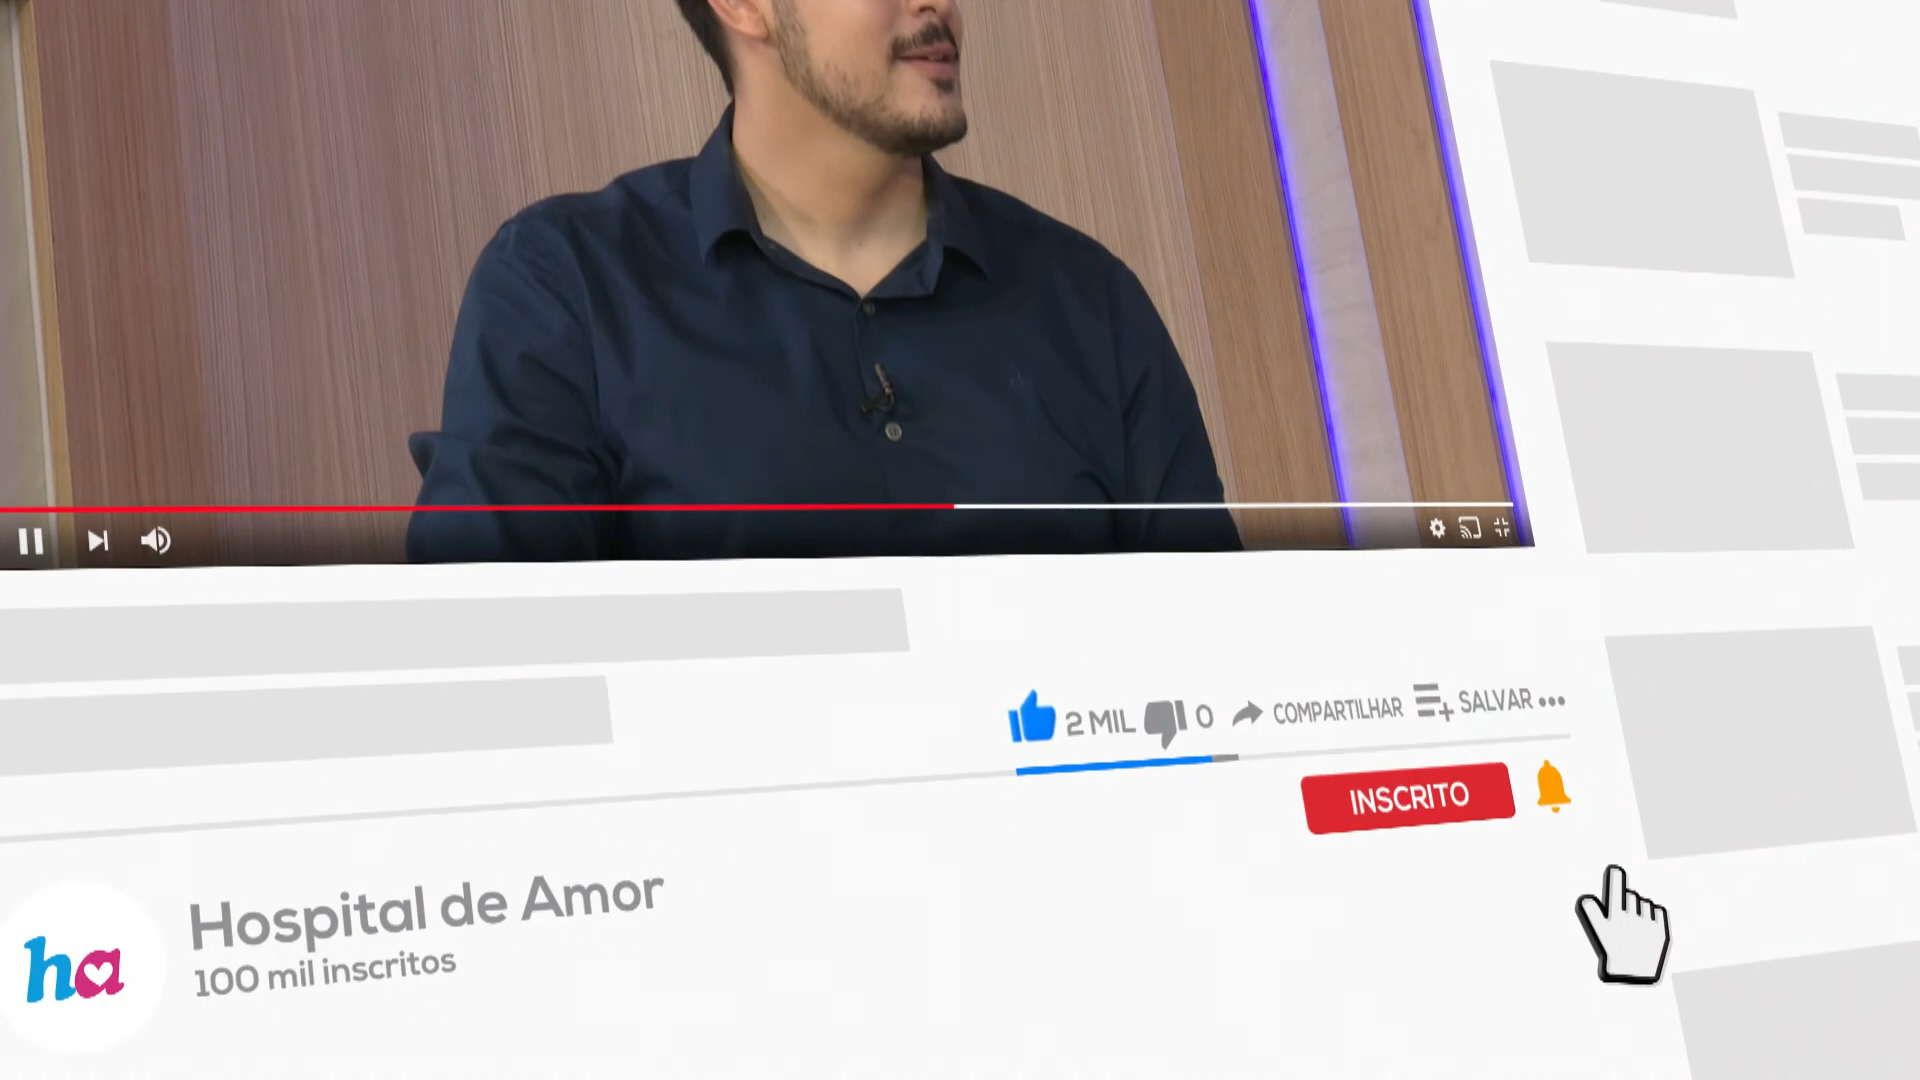 2 MIL 0 COMPARTILHAR SALVAR
INSCRITO
Hospital de Amor
100 mil inscritos
ha